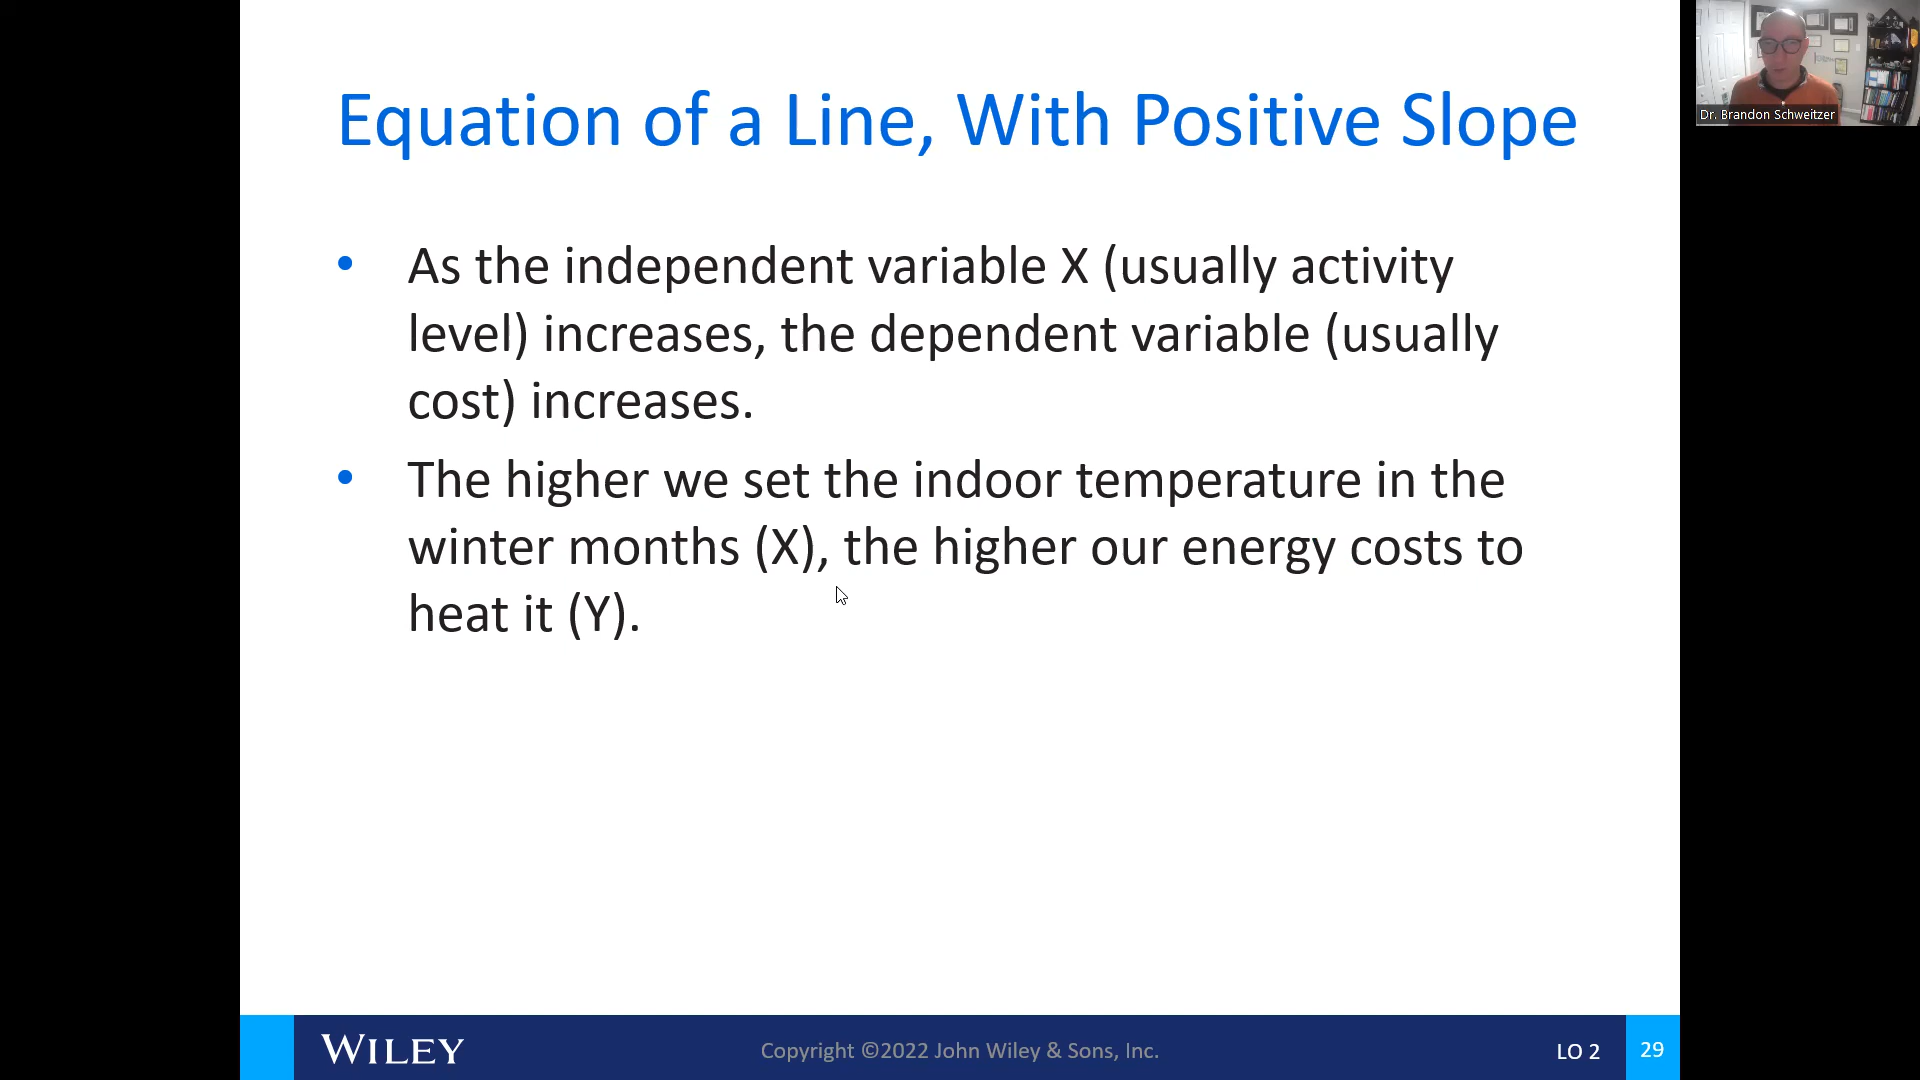 Equation of a Line, With Positive Slope
Dr. Brandon Schweitzer
• As the independent variable X (usually activity
level) increases, the dependent variable (usually
cost) increases.
• The higher we set the indoor temperature in the
winter months (X), the higher our energy costs to
heat it (Y).
WILEY
Copyright ©2022 John Wiley & Sons, Inc.
LO 2
29